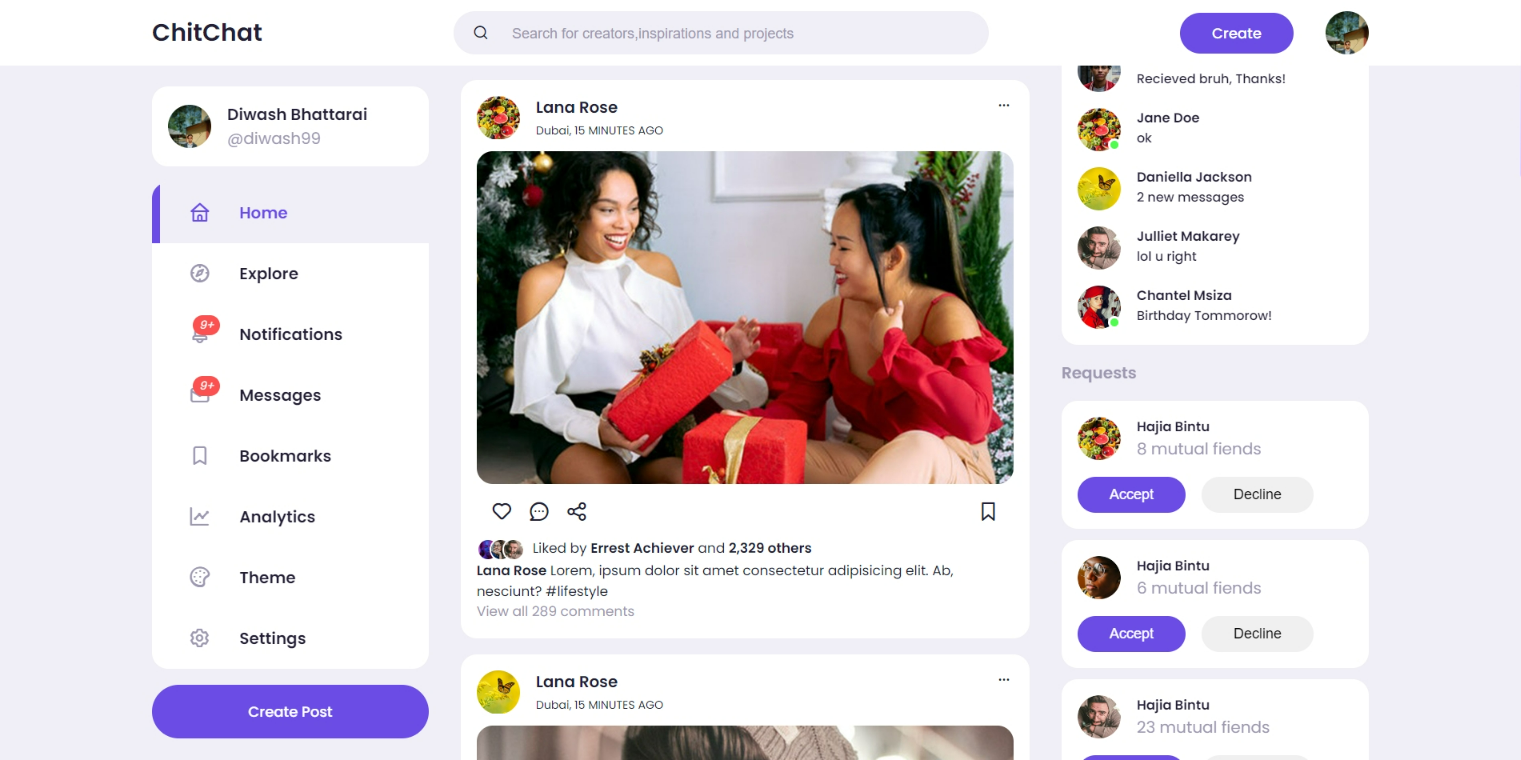 ChitChat
Search for creators,inspirations and projects
Create
Diwash Bhattarai
@diwash99
Home
Explore
9+
Notifications
9+
Messages
Bookmarks
Analytics
Theme
Settings
Create Post
Lana Rose
Dubai, 15 MINUTES AGO
Liked by Errest Achiever and 2,329 others
Lana Rose Lorem, ipsum dolor sit amet consectetur adipisicing elit. Ab,
nesciunt? #lifestyle
View all 289 comments
Lana Rose
Dubai, 15 MINUTES AGO
Recieved bruh, Thanks!
Jane Doe
ok
Daniella Jackson
2 new messages
Julliet Makarey
lol u right
Chantel Msiza
Birthday Tommorow!
Requests
Hajia Bintu
8 mutual fiends
Accept
Decline
Hajia Bintu
6 mutual fiends
Accept
Decline
Hajia Bintu
23 mutual fiends